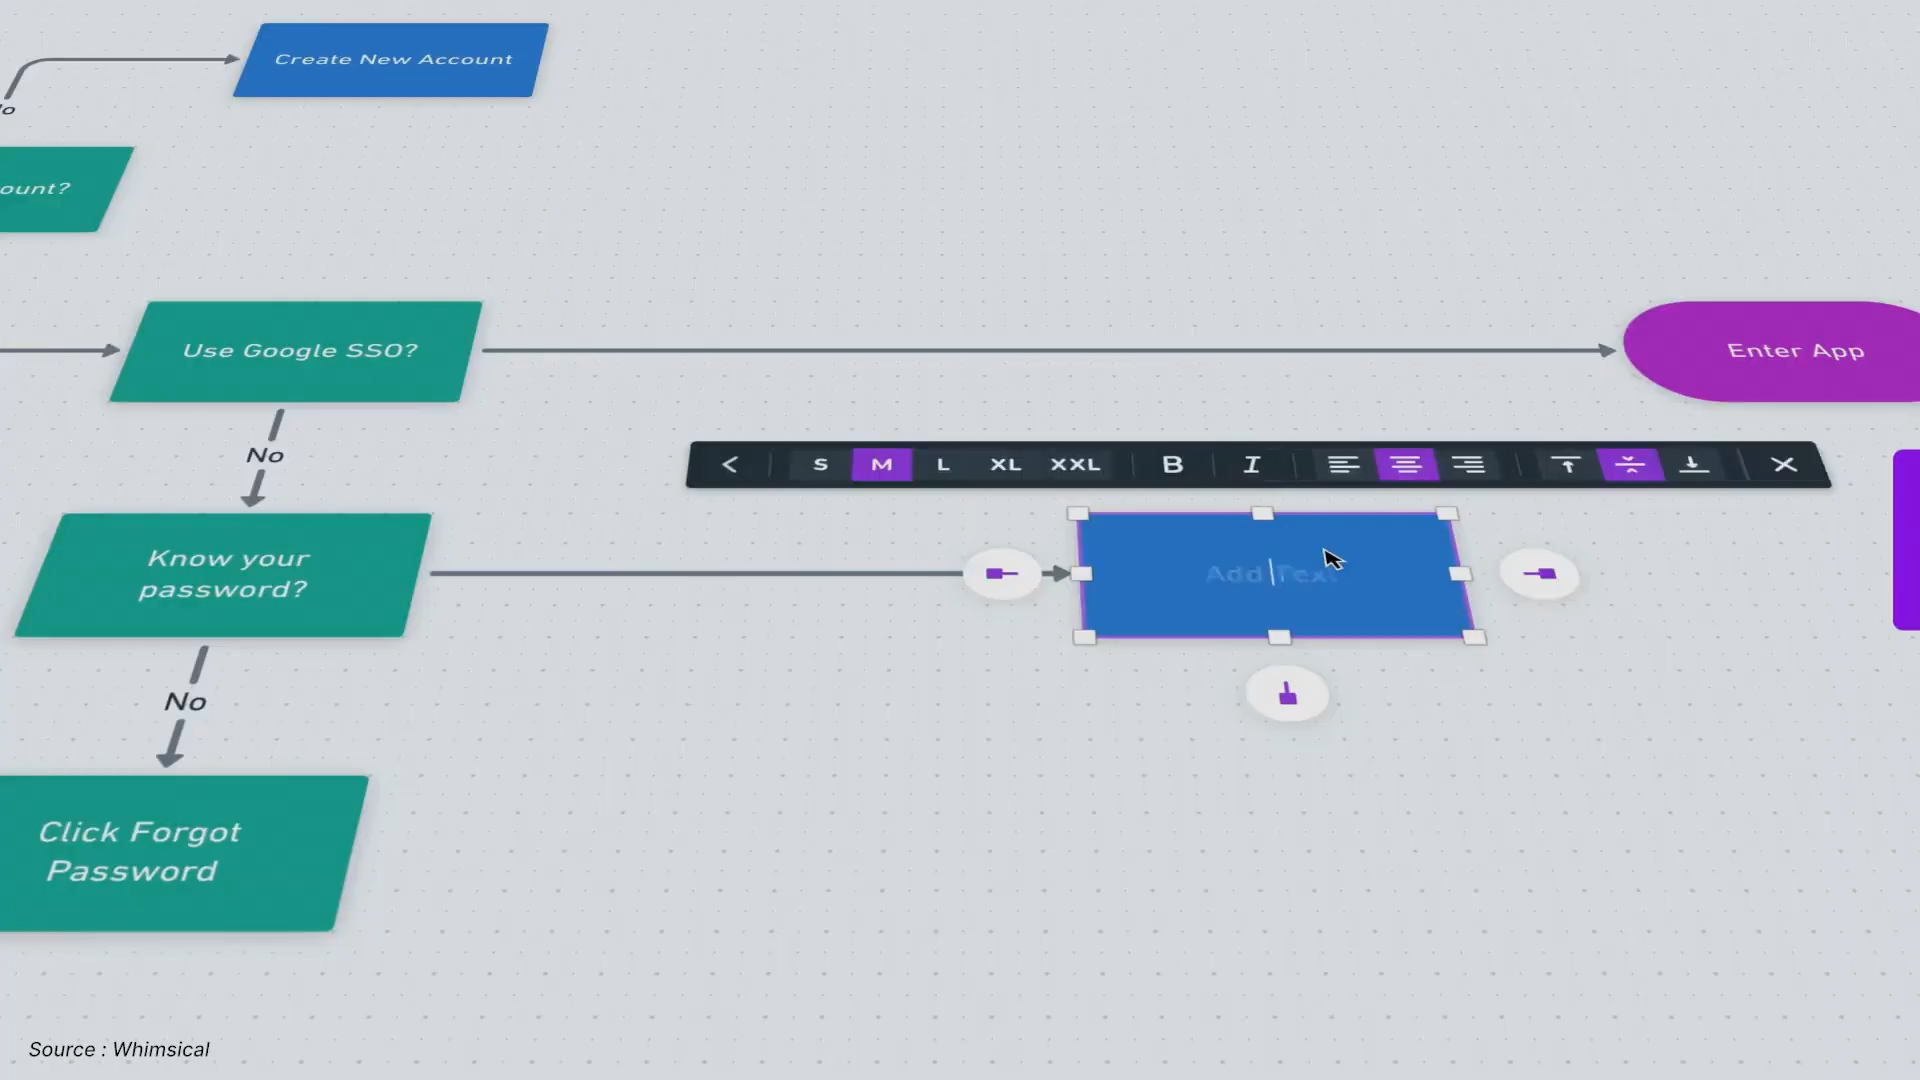 Create New Account
ount?
Use Google SSO?
Enter App
No
S M L XL XXL B I
Know your
password?
Add Text
No
Click Forgot
Password
Source : Whimsical